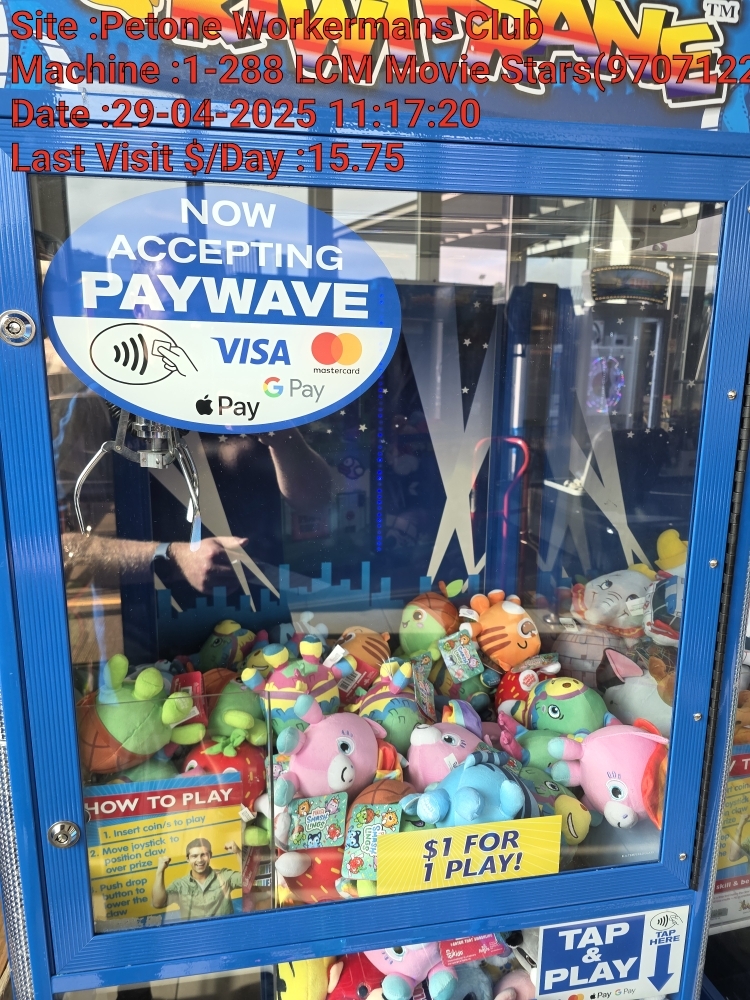 Site :Petone Workermans Club
Machine :1-288 LCM Movie Stars(9707122
Date :29-04-2025 11:17:20
Last Visit $/Day :15.75
TM
NOW
ACCEPTING
PAYWAVE
VISA
mastercard
G Pay
Pay
HOW TO PLAY
1. Insert coin/s to play
2. Move joystick to
position claw
over prize
Push drop
button to
lower the
claw
$1 FOR
1 PLAY!
TAP
& PLAY
TAP
HERE
Pay G Pay